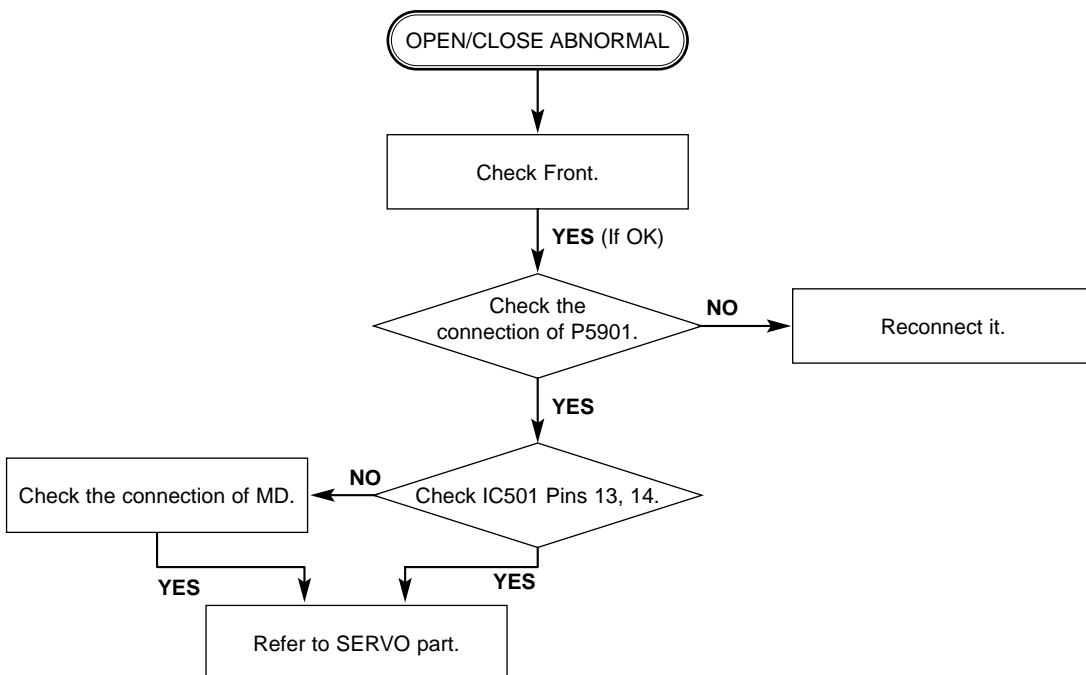 OPEN/CLOSE ABNORMAL
Check Front.
YES (If OK)
Check the
connection of P5901.
NO
Reconnect it.
YES
Check IC501 Pins 13, 14.
NO
Check the connection of MD.
YES
YES
Refer to SERVO part.